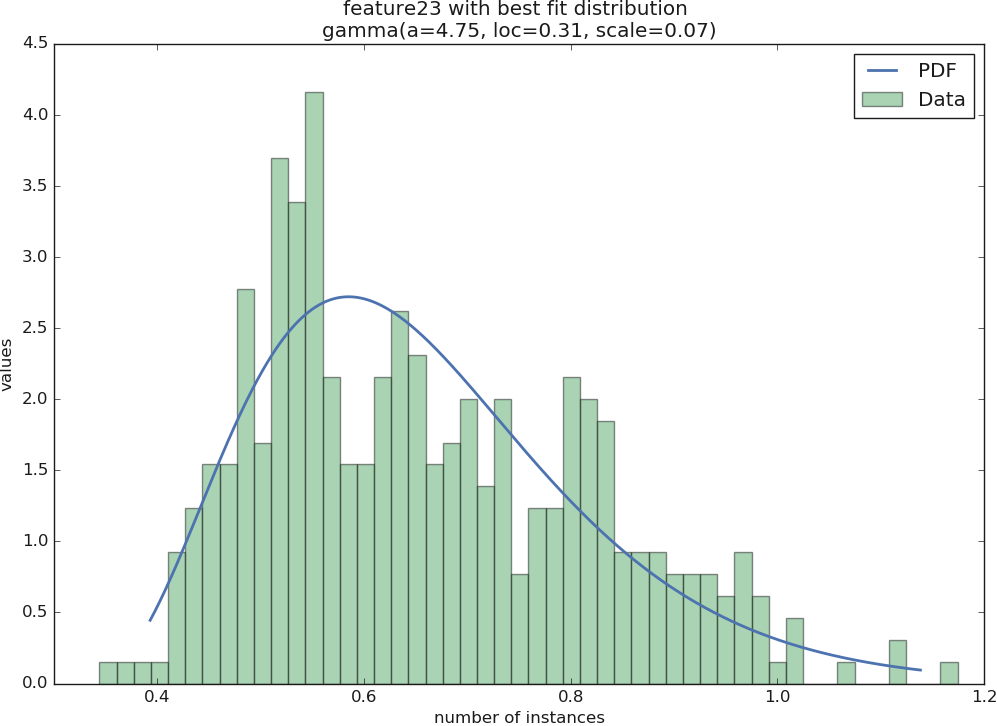 feature23 with best fit distribution
gamma(a=4.75, loc=0.31, scale=0.07)
PDF
Data
4.5
4.0
3.5
3.0
2.5
2.0
1.5
1.0
0.5
0.0
values
0.4
0.6
0.8
1.0
1.2
number of instances